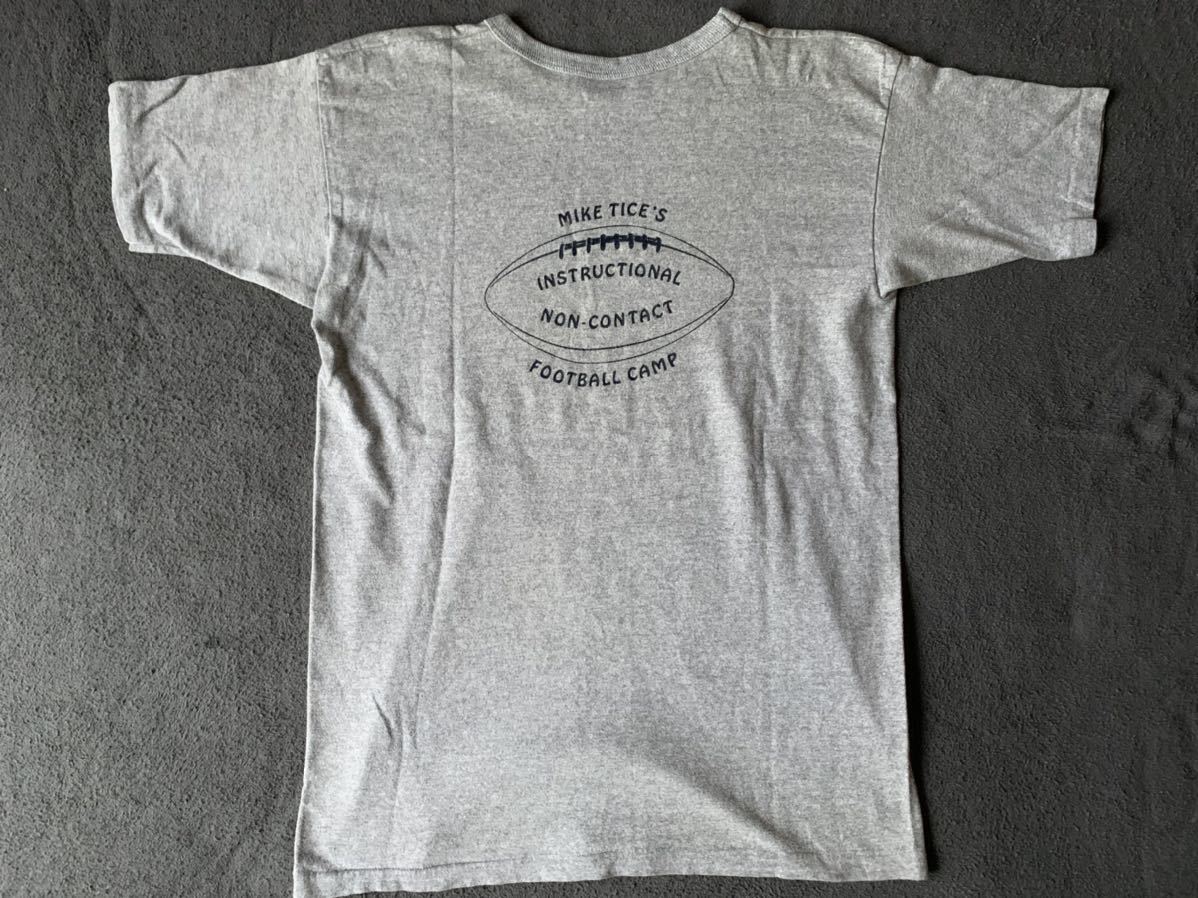 MIKE TICE'S
INSTRUCTIONAL
NON-CONTACT
FOOTBALL CAMP